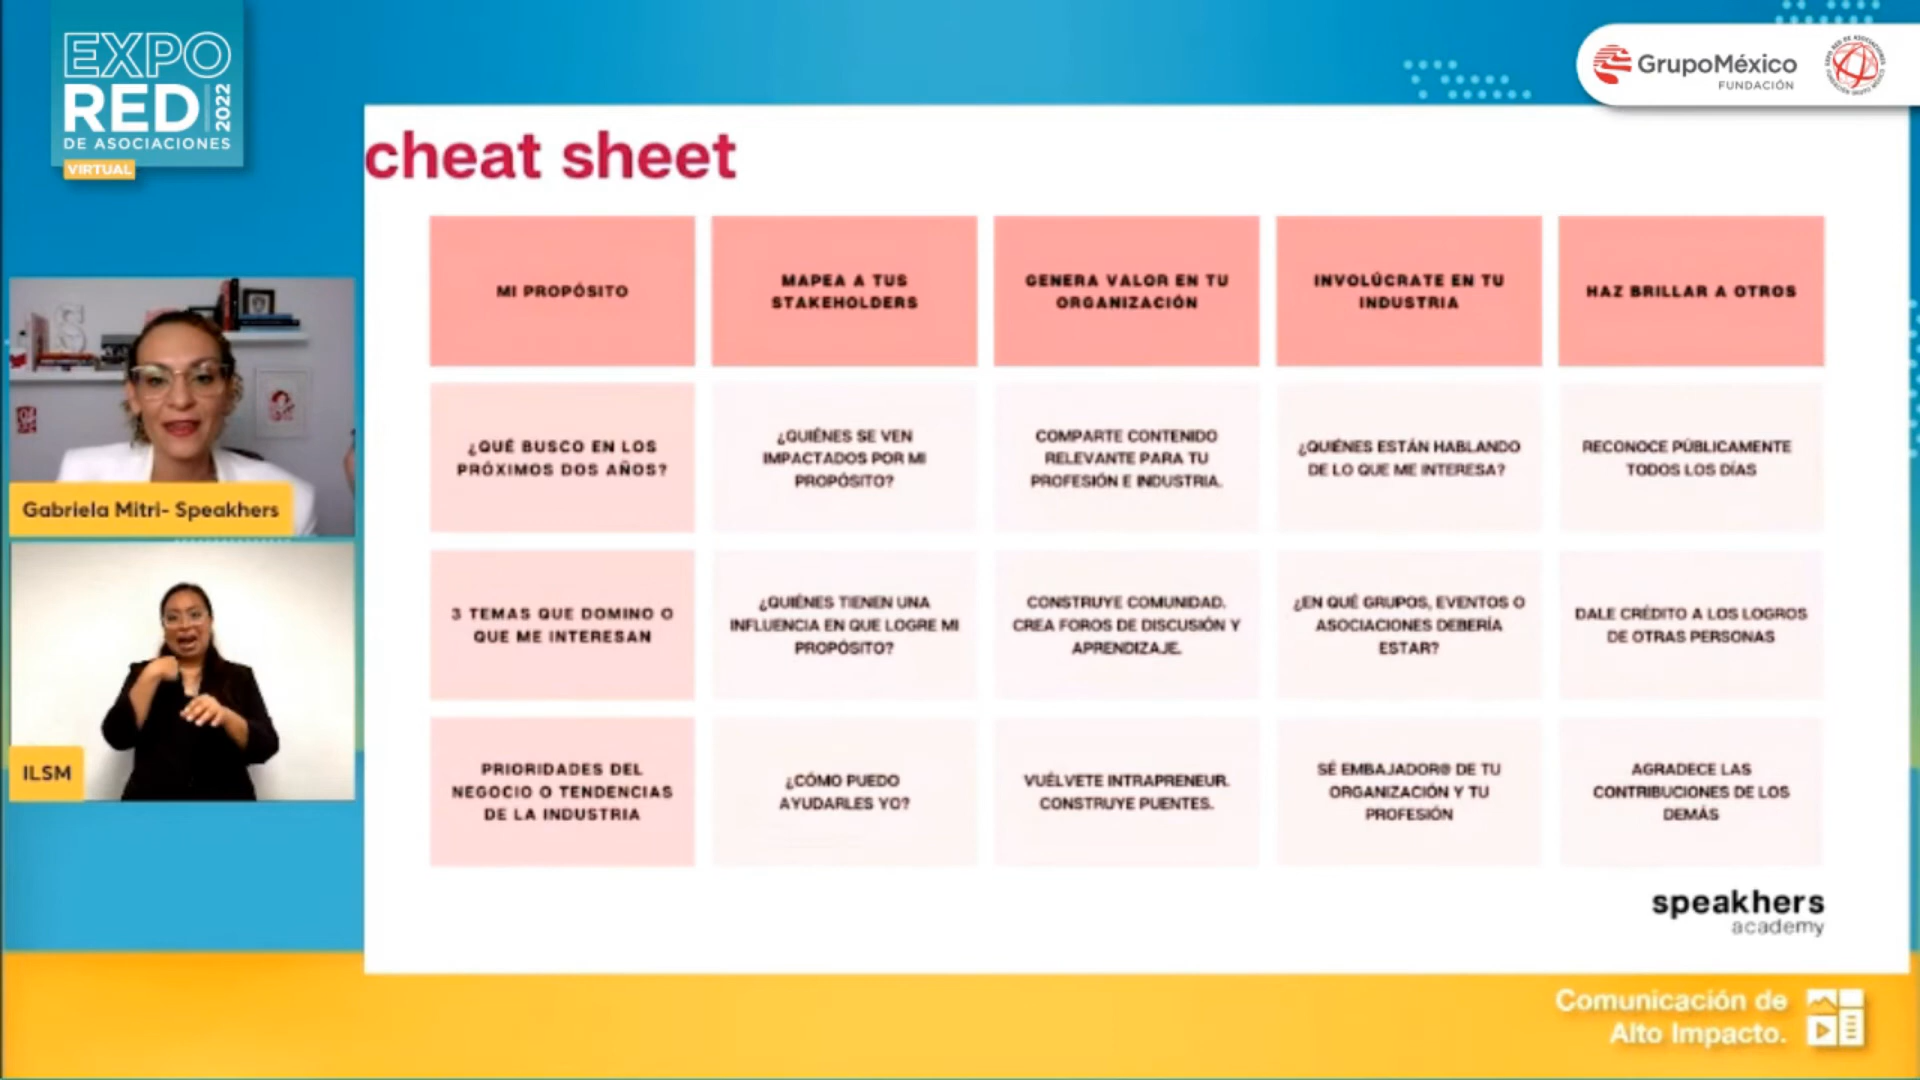 EXPO
RED 2022
DE ASOCIACIONES
VIRTUAL
GrupoMéxico
FUNDACIÓN
cheat sheet
MI PROPÓSITO
MAPEA A TUS
STAKEHOLDERS
GENERA VALOR EN TU
ORGANIZACIÓN
INVOLÚCRATE EN TU
INDUSTRIA
HAZ BRILLAR A OTROS
¿QUÉ BUSCO EN LOS
PRÓXIMOS DOS AÑOS?
¿QUIÉNES SE VEN
IMPACTADOS POR MI
PROPÓSITO?
COMPARTE CONTENIDO
RELEVANTE PARA TU
PROFESIÓN E INDUSTRIA.
¿QUIÉNES ESTÁN HABLANDO
DE LO QUE ME INTERESA?
RECONOCE PÚBLICAMENTE
TODOS LOS DÍAS
3 TEMAS QUE DOMINO O
QUE ME INTERESAN
¿QUIÉNES TIENEN UNA
INFLUENCIA EN QUE LOGRE MI
PROPÓSITO?
CONSTRUYE COMUNIDAD.
CREA FOROS DE DISCUSIÓN Y
APRENDIZAJE.
¿EN QUÉ GRUPOS, EVENTOS O
ASOCIACIONES DEBERÍA
ESTAR?
DALE CRÉDITO A LOS LOGROS
DE OTRAS PERSONAS
PRIORIDADES DEL
NEGOCIO O TENDENCIAS
DE LA INDUSTRIA
¿CÓMO PUEDO
AYUDARLES YO?
VUÉLVETE INTRAPRENEUR.
CONSTRUYE PUENTES.
SÉ EMBAJADOR@ DE TU
ORGANIZACIÓN Y TU
PROFESIÓN
AGRADECE LAS
CONTRIBUCIONES DE LOS
DEMÁS
speakhers
academy
Gabriela Mitri- Speakhers
ILSM
Comunicación de
Alto Impacto.